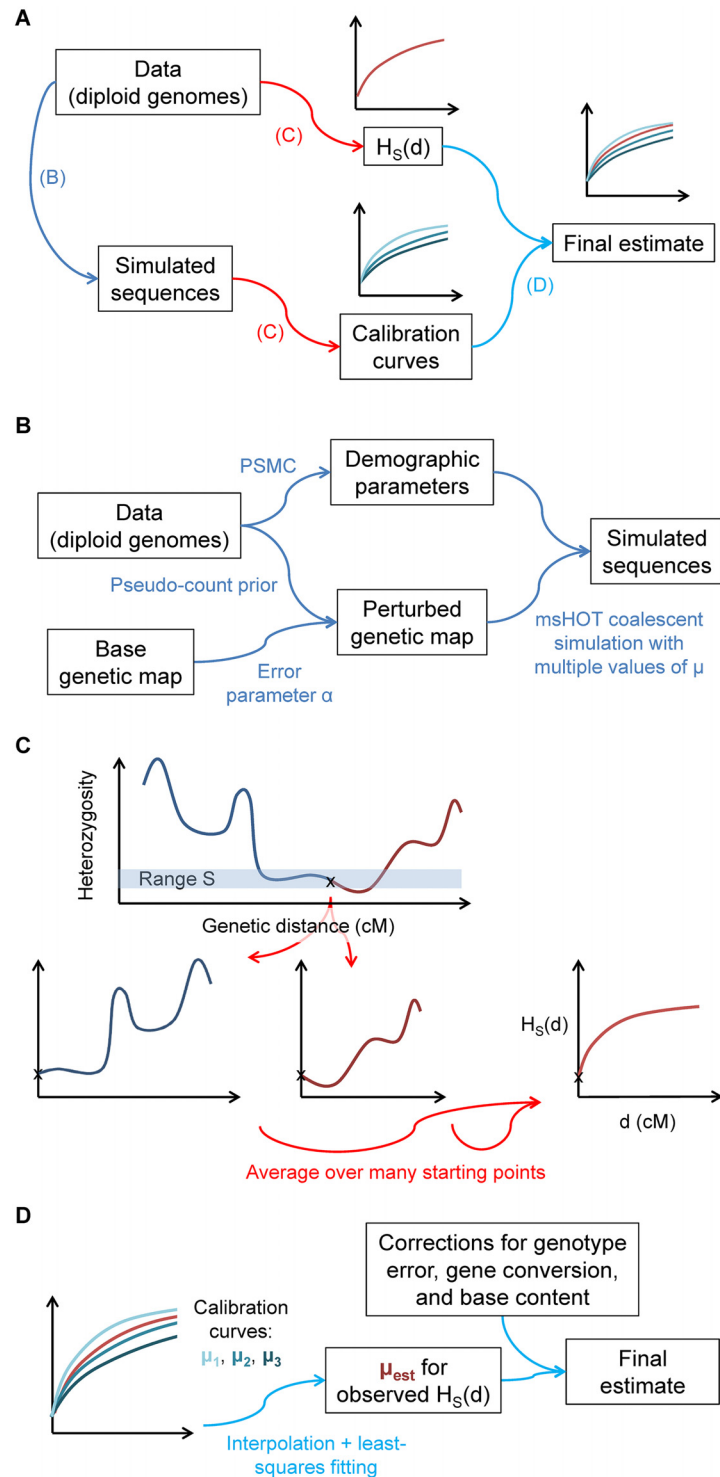 A
Data
(diploid genomes)
(C)
H_S(d)
(B)
Simulated
sequences
(C)
Calibration
curves
(D)
Final estimate
B
PSMC
Demographic
parameters
Data
(diploid genomes)
Simulated
sequences
Pseudo-count prior
Perturbed
genetic map
msHOT coalescent
simulation with
multiple values of μ
Base
genetic map
Error
parameter α
C
Heterozygosity
Range S
x
Genetic distance (cM)
x
x
H_S(d)
x
d (cM)
Average over many starting points
D
Corrections for genotype
error, gene conversion,
and base content
Calibration
curves:
μ₁, μ₂, μ₃
μ_est for
observed H_S(d)
Final
estimate
Interpolation + least-
squares fitting